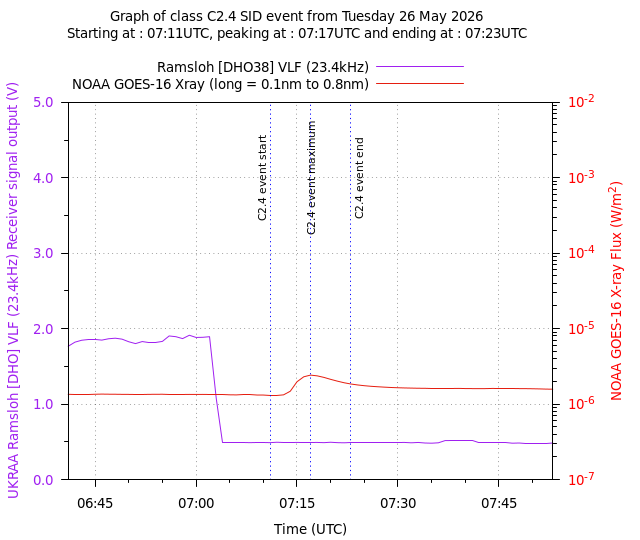 Graph of class C2.4 SID event from Tuesday 26 May 2026
Starting at : 07:11UTC, peaking at : 07:17UTC and ending at : 07:23UTC
Ramsloh [DHO38] VLF (23.4kHz)
NOAA GOES-16 Xray (long = 0.1nm to 0.8nm)
UKRAA Ramsloh [DHO] VLF (23.4kHz) Receiver signal output (V)
5.0
4.0
3.0
2.0
1.0
0.0
C2.4 event start
C2.4 event maximum
C2.4 event end
10-2
10-3
10-4
10-5
10-6
10-7
NOAA GOES-16 X-ray Flux (W/m2)
06:45 07:00 07:15 07:30 07:45
Time (UTC)